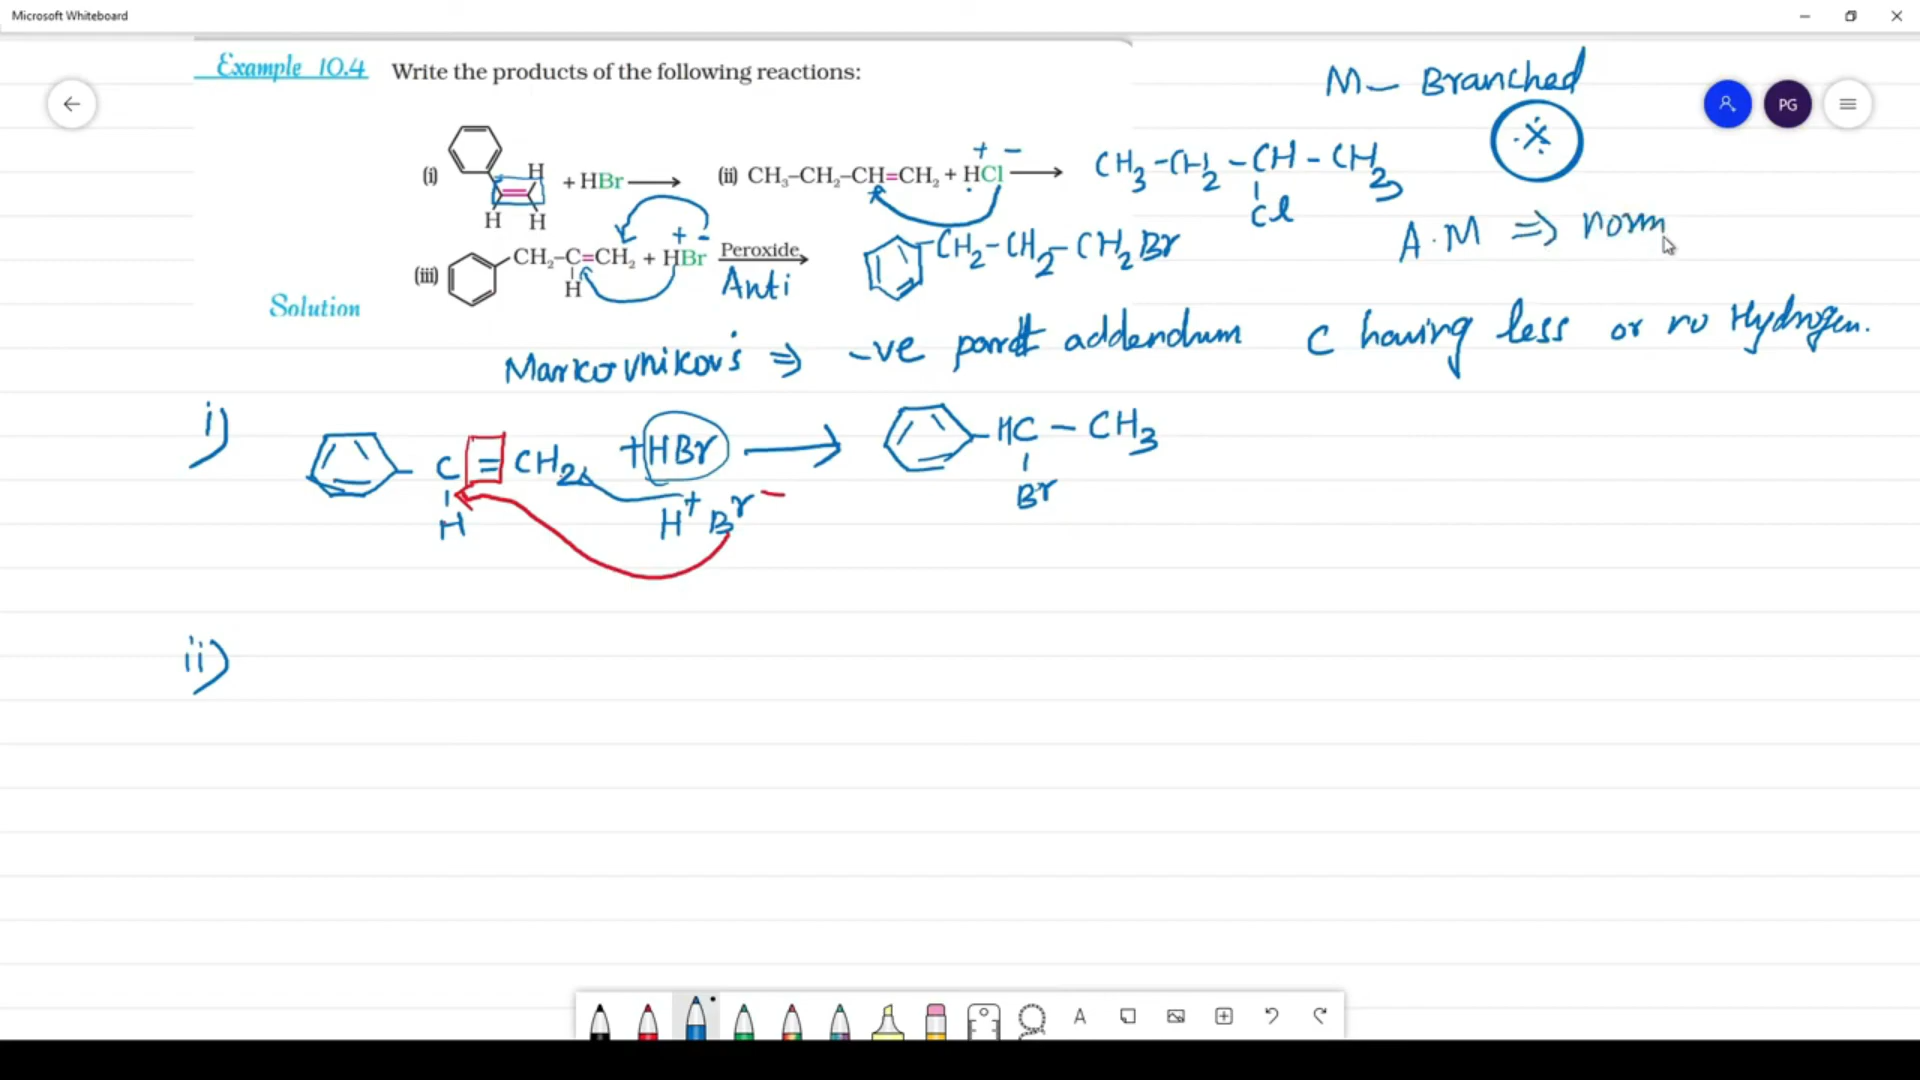 Microsoft Whiteboard
Example 10.4 Write the products of the following reactions:
M - Branched
PG
(i) H H H + HBr ⟶
(ii) CH₃–CH₂–CH=CH₂ + HCl ⟶ CH₃-CH₂-CH-CH₂
+ -
Cl
A.M ⇒ norm
(iii) CH₂–C=CH₂ + HBr Peroxide CH₂-CH₂-CH₂Br
+ -
H
Anti
Solution
Markovnikov's ⇒ -ve part addendum C having less or no Hydrogen.
i) C = CH₂ + HBr ⟶ HC - CH₃
H
H⁺ Br⁻
Br
ii)
A